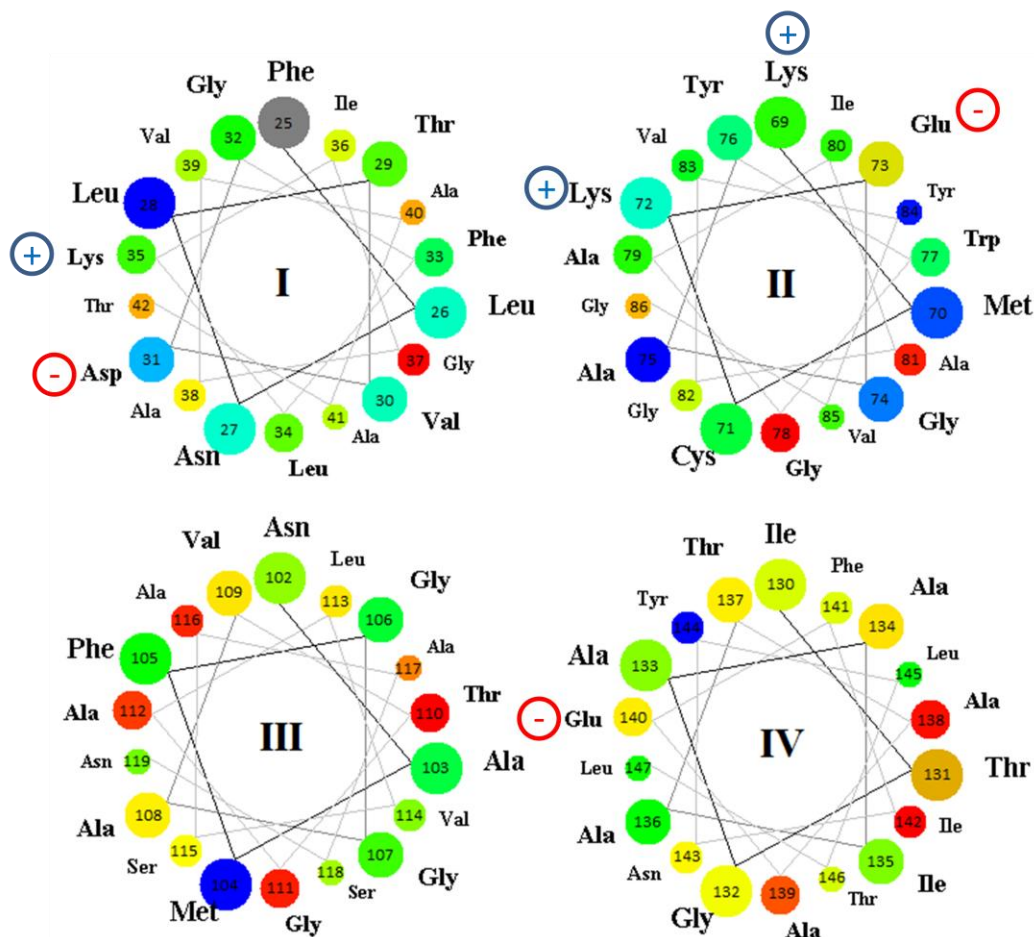 +
Phe
Gly
Ile
25
32
36
Thr
Val
39
29
Leu
28
40
Ala
+
Lys
35
33
Phe
I
Thr
42
26
Leu
-
Asp
31
37
Gly
Ala
38
30
Val
27
34
41
Ala
Asn
Leu
Lys
Tyr
Ile
69
76
80
Glu
-
Val
83
73
+
Lys
72
84
Tyr
Ala
79
77
Trp
II
Gly
86
70
Met
Ala
75
81
Ala
Gly
82
74
Gly
71
78
85
Val
Cys
Gly
Asn
Val
Leu
102
109
113
Gly
Ala
116
106
Phe
105
117
Ala
Ala
112
110
Thr
III
Asn
119
103
Ala
Ala
108
114
Val
Ser
115
107
Gly
104
111
118
Ser
Met
Gly
Ile
Thr
Phe
130
137
141
Ala
Tyr
144
134
Ala
133
145
Leu
-
Glu
140
138
Ala
IV
Leu
147
131
Thr
Ala
136
142
Ile
Asn
143
135
Ile
132
139
146
Thr
Gly
Ala